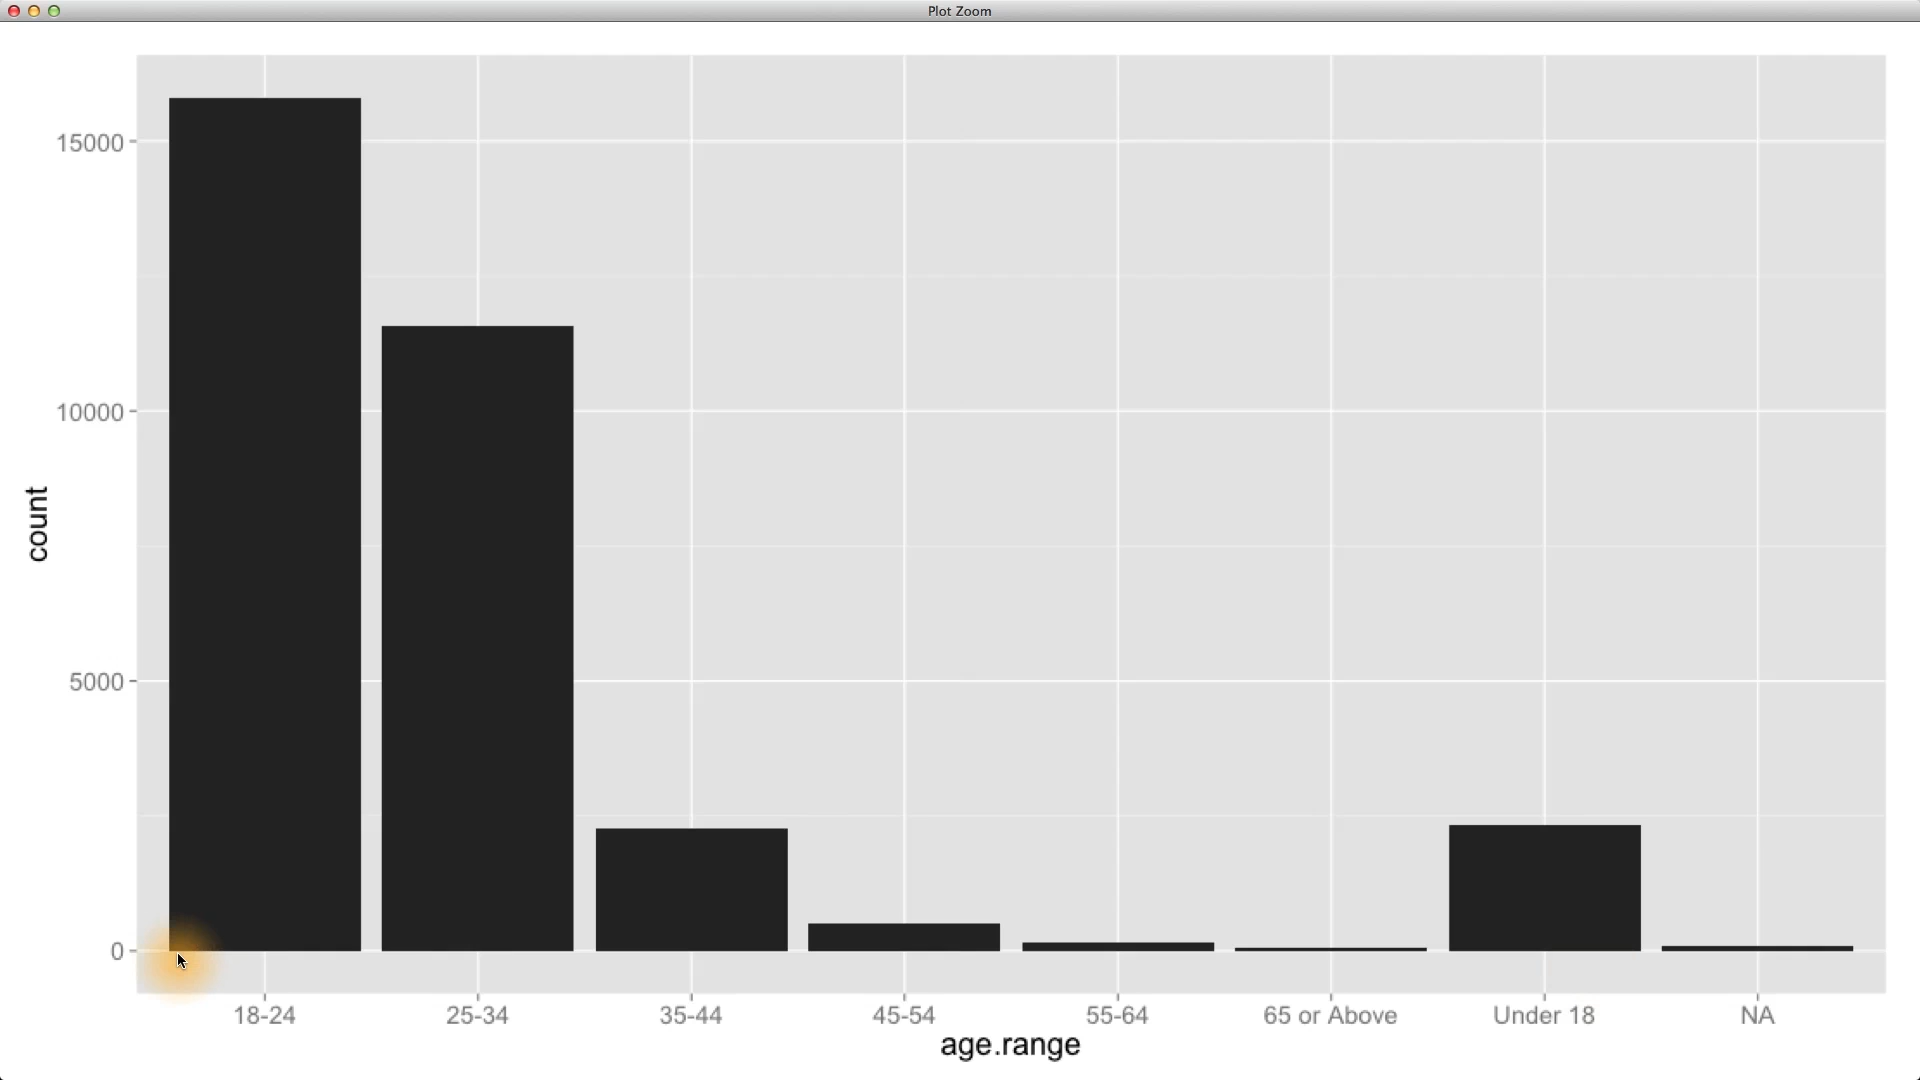 Plot Zoom
15000
10000
5000
0
count
18-24 25-34 35-44 45-54 55-64 65 or Above Under 18 NA
age.range